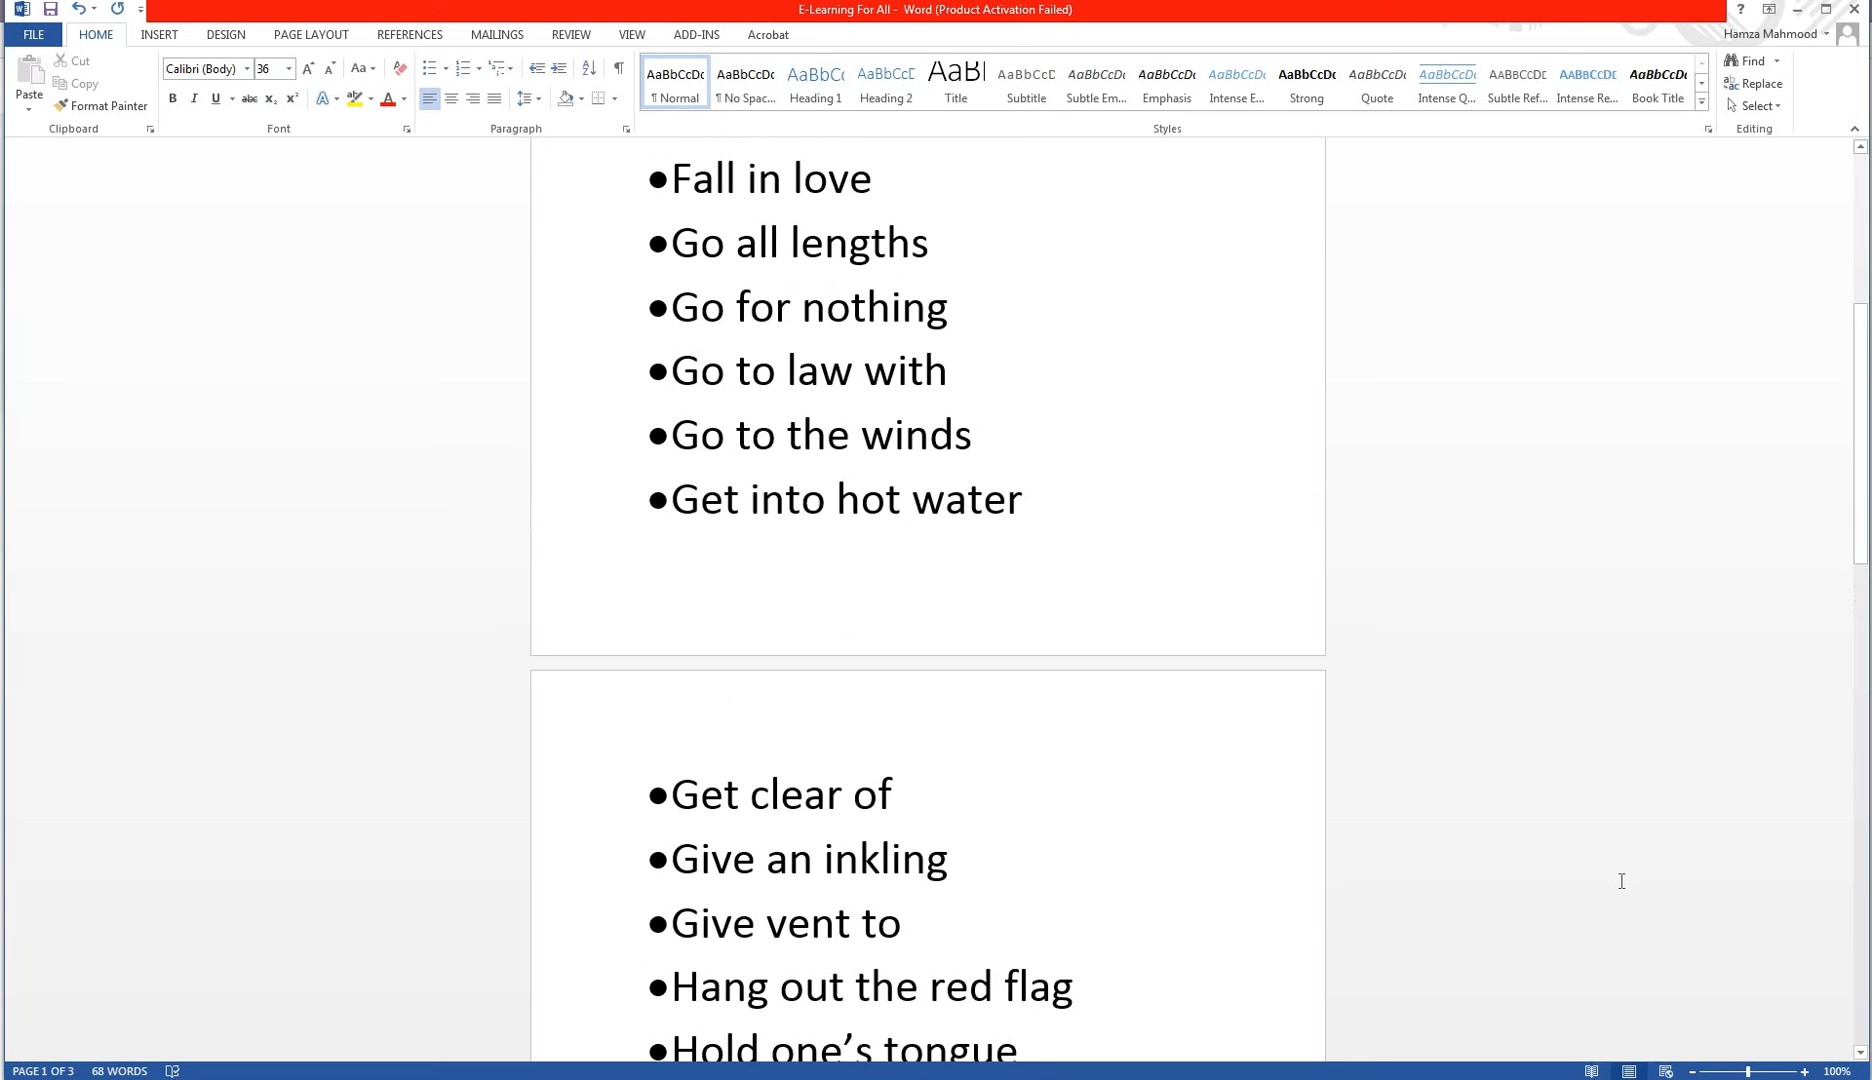 E-Learning For All - Word (Product Activation Failed)
FILE HOME INSERT DESIGN PAGE LAYOUT REFERENCES MAILINGS REVIEW VIEW ADD-INS Acrobat Hamza Mahmood
Paste
Cut
Copy
Format Painter
Clipboard
Calibri (Body) 36
Font
Paragraph
AaBbCcDc AaBbCcDc AaBbCc AaBbCcD AaBl AaBbCcD AaBbCcDc AaBbCcDc AaBbCcDc AaBbCcDc AaBbCcDc AaBbCcDc AABBCCDE AABBCCDE AaBbCcDc
¶ Normal ¶ No Spac... Heading 1 Heading 2 Title Subtitle Subtle Em... Emphasis Intense E... Strong Quote Intense Q... Subtle Ref... Intense Re... Book Title
Styles
Find
Replace
Select
Editing
•Fall in love
•Go all lengths
•Go for nothing
•Go to law with
•Go to the winds
•Get into hot water
•Get clear of
•Give an inkling
•Give vent to
•Hang out the red flag
•Hold one’s tongue
PAGE 1 OF 3 68 WORDS 100%